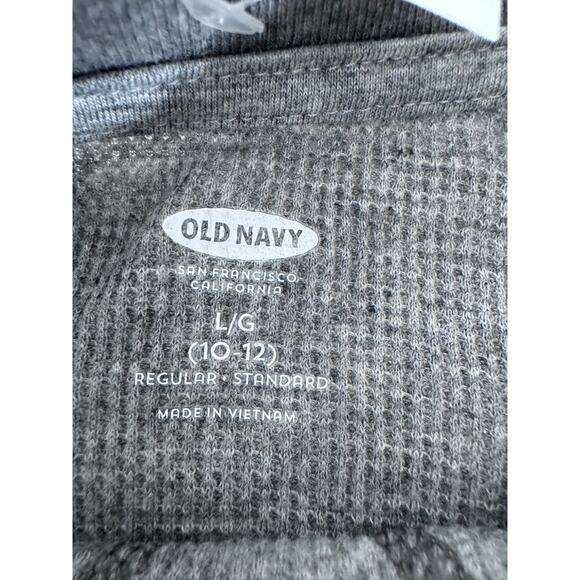 OLD NAVY
SAN FRANCISCO
CALIFORNIA
L/G
(10-12)
REGULAR • STANDARD
MADE IN VIETNAM